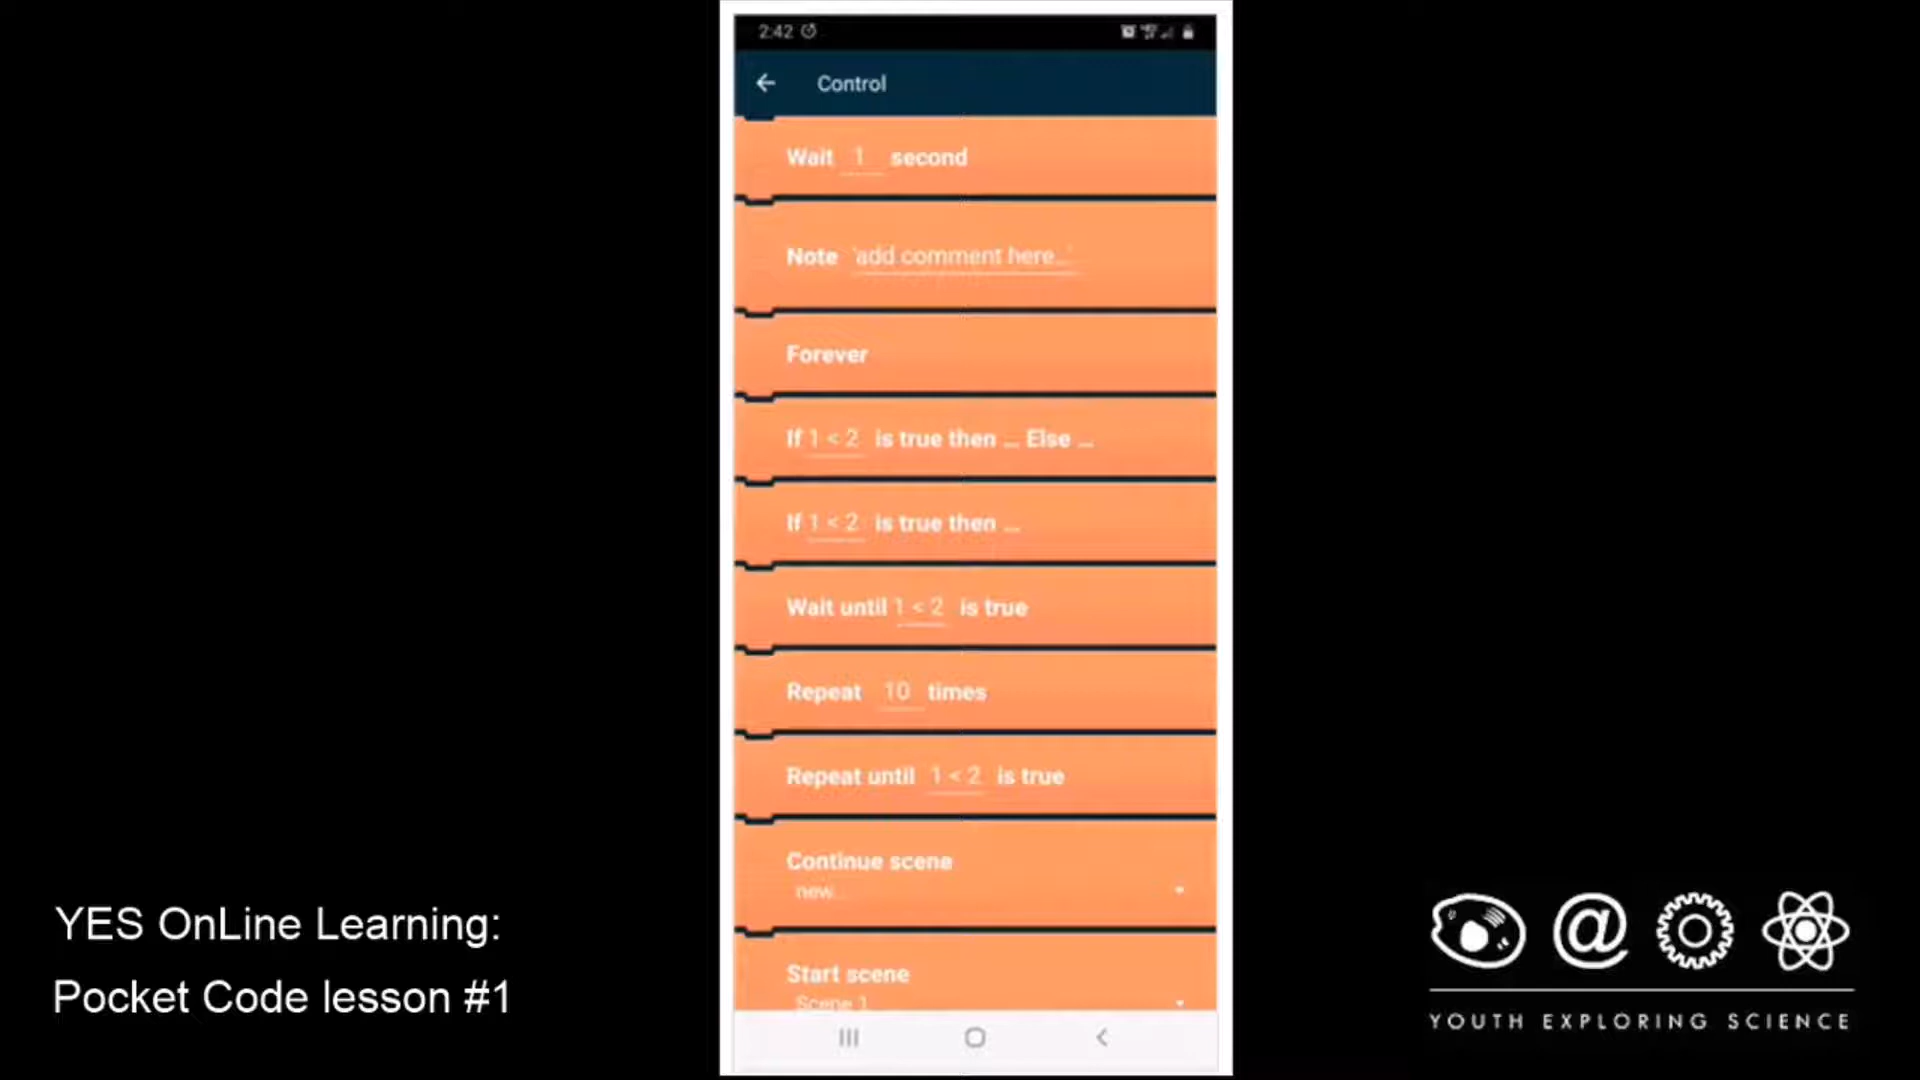 2:42
Control
Wait 1 second
Note 'add comment here...'
Forever
If 1 < 2 is true then ... Else ...
If 1 < 2 is true then ...
Wait until 1 < 2 is true
Repeat 10 times
Repeat until 1 < 2 is true
Continue scene
new...
Start scene
Scene 1
YES OnLine Learning:
Pocket Code lesson #1
YOUTH EXPLORING SCIENCE